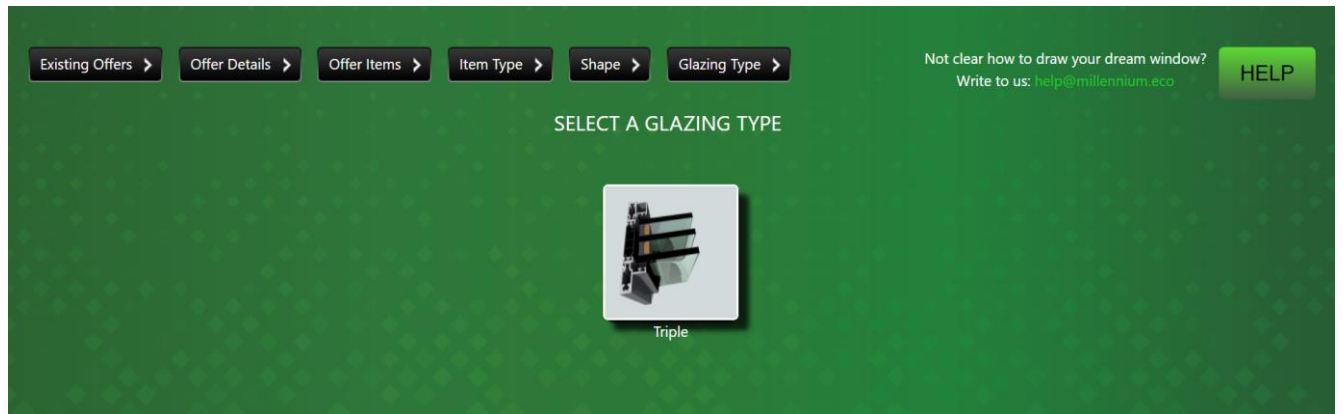 Existing Offers
Offer Details
Offer Items
Item Type
Shape
Glazing Type
Not clear how to draw your dream window?
Write to us: help@millennium.eco
HELP
SELECT A GLAZING TYPE
Triple